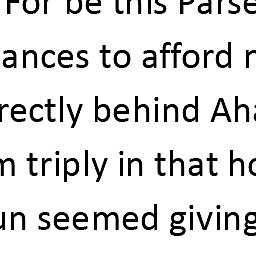 For be this Parse
ances to afford
rectly behind Aha
m triply in that ho
un seemed giving